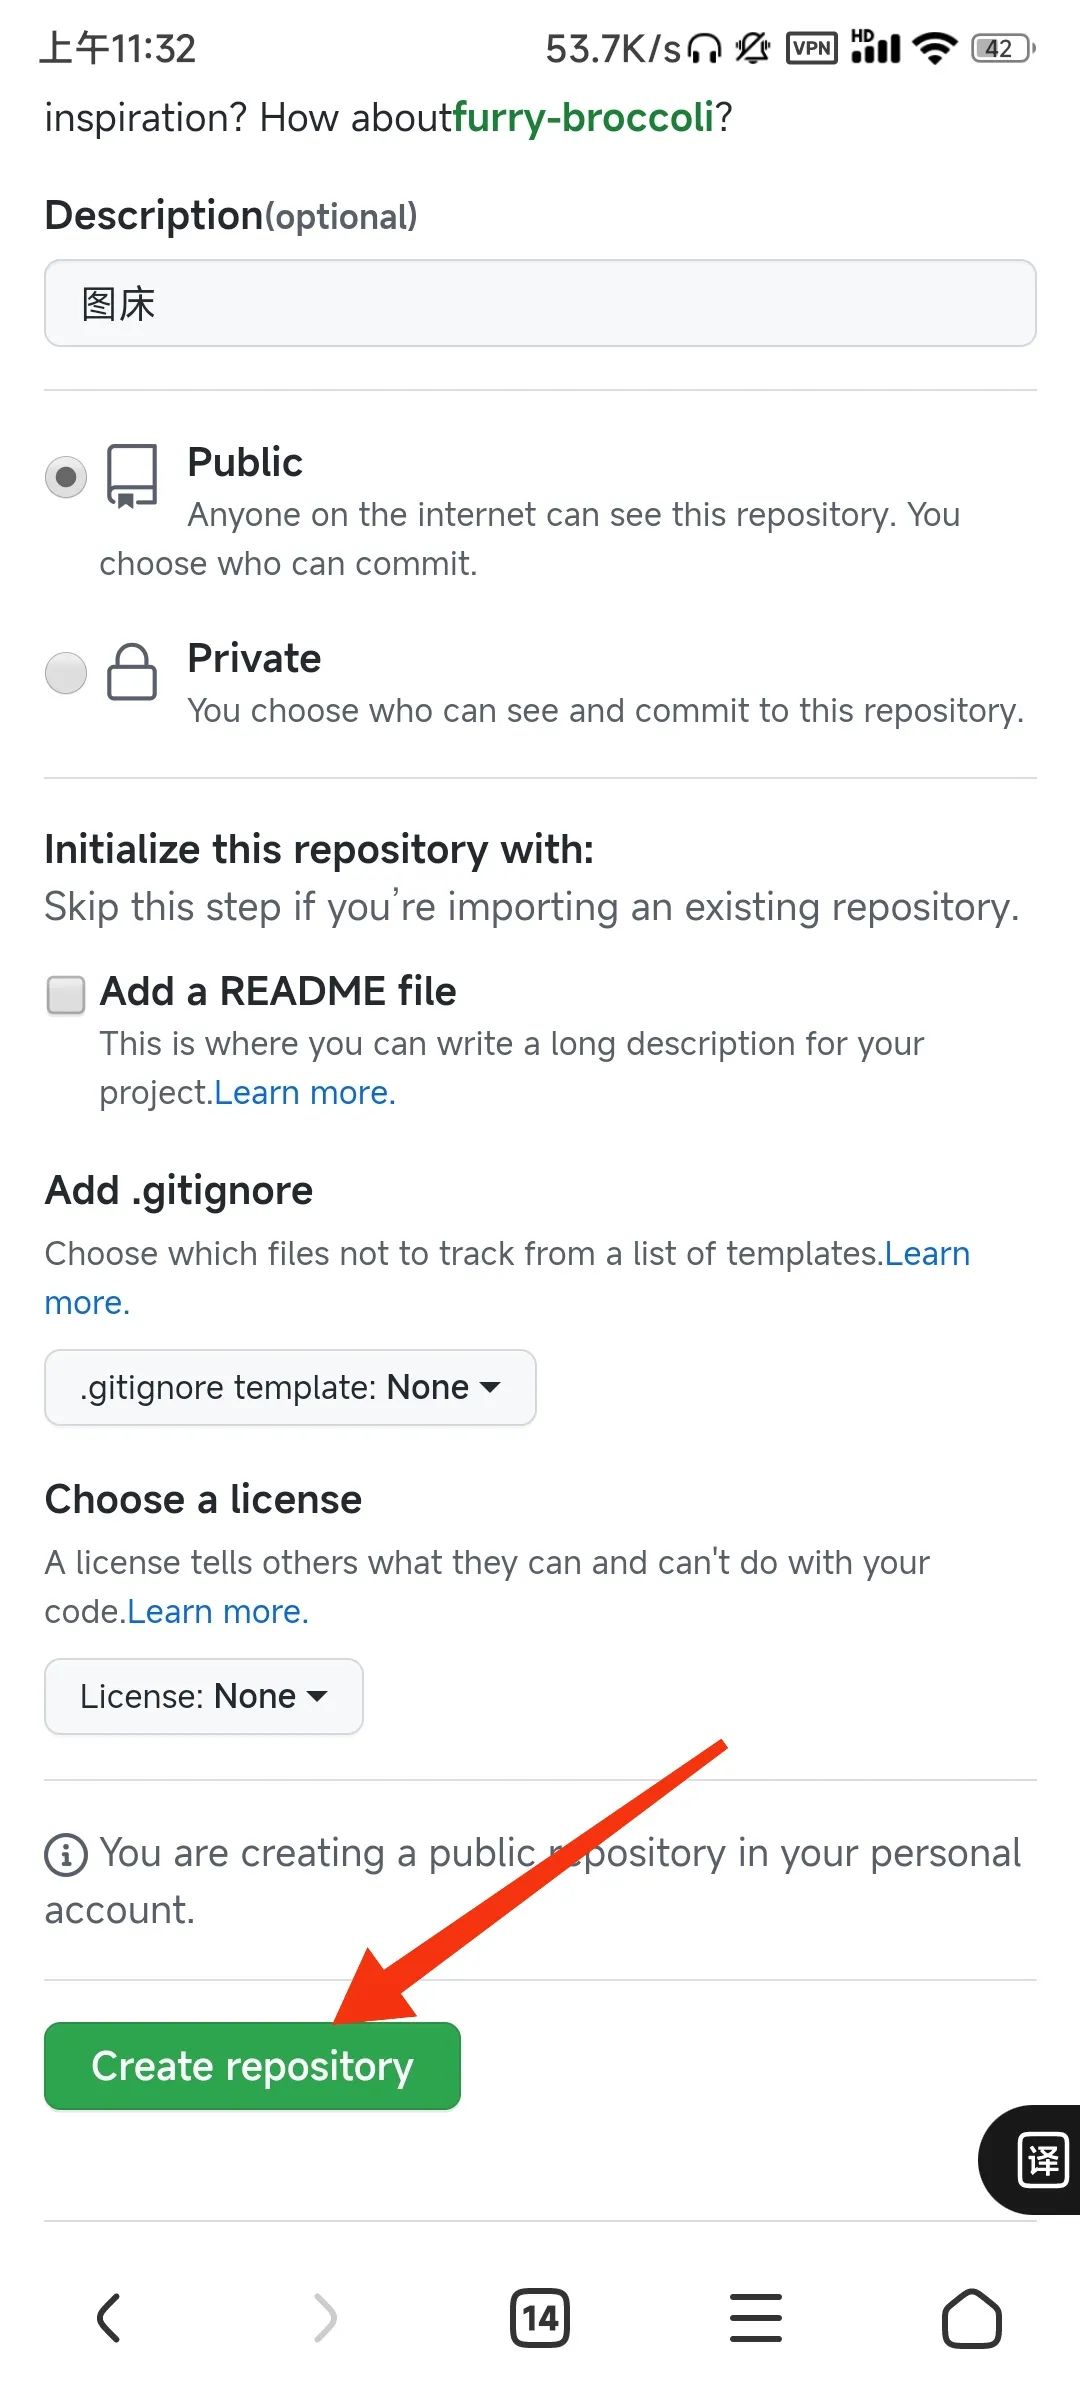 上午11:32 53.7K/s VPN HD 42
inspiration? How aboutfurry-broccoli?
Description(optional)
图床
Public
Anyone on the internet can see this repository. You
choose who can commit.
Private
You choose who can see and commit to this repository.
Initialize this repository with:
Skip this step if you’re importing an existing repository.
Add a README file
This is where you can write a long description for your
project.Learn more.
Add .gitignore
Choose which files not to track from a list of templates.Learn
more.
.gitignore template: None
Choose a license
A license tells others what they can and can't do with your
code.Learn more.
License: None
You are creating a public repository in your personal
account.
Create repository
译
14